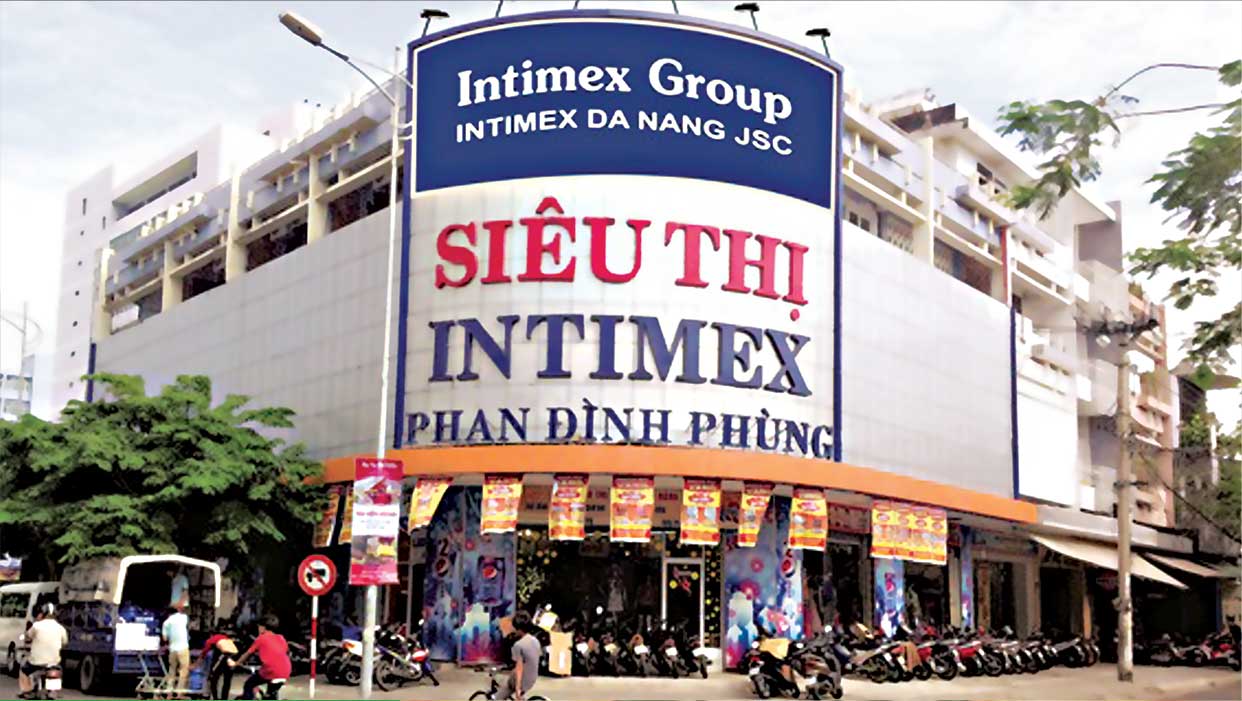 Intimex Group
INTIMEX DA NANG JSC
SIÊU THỊ
INTIMEX
PHAN ĐÌNH PHÙNG